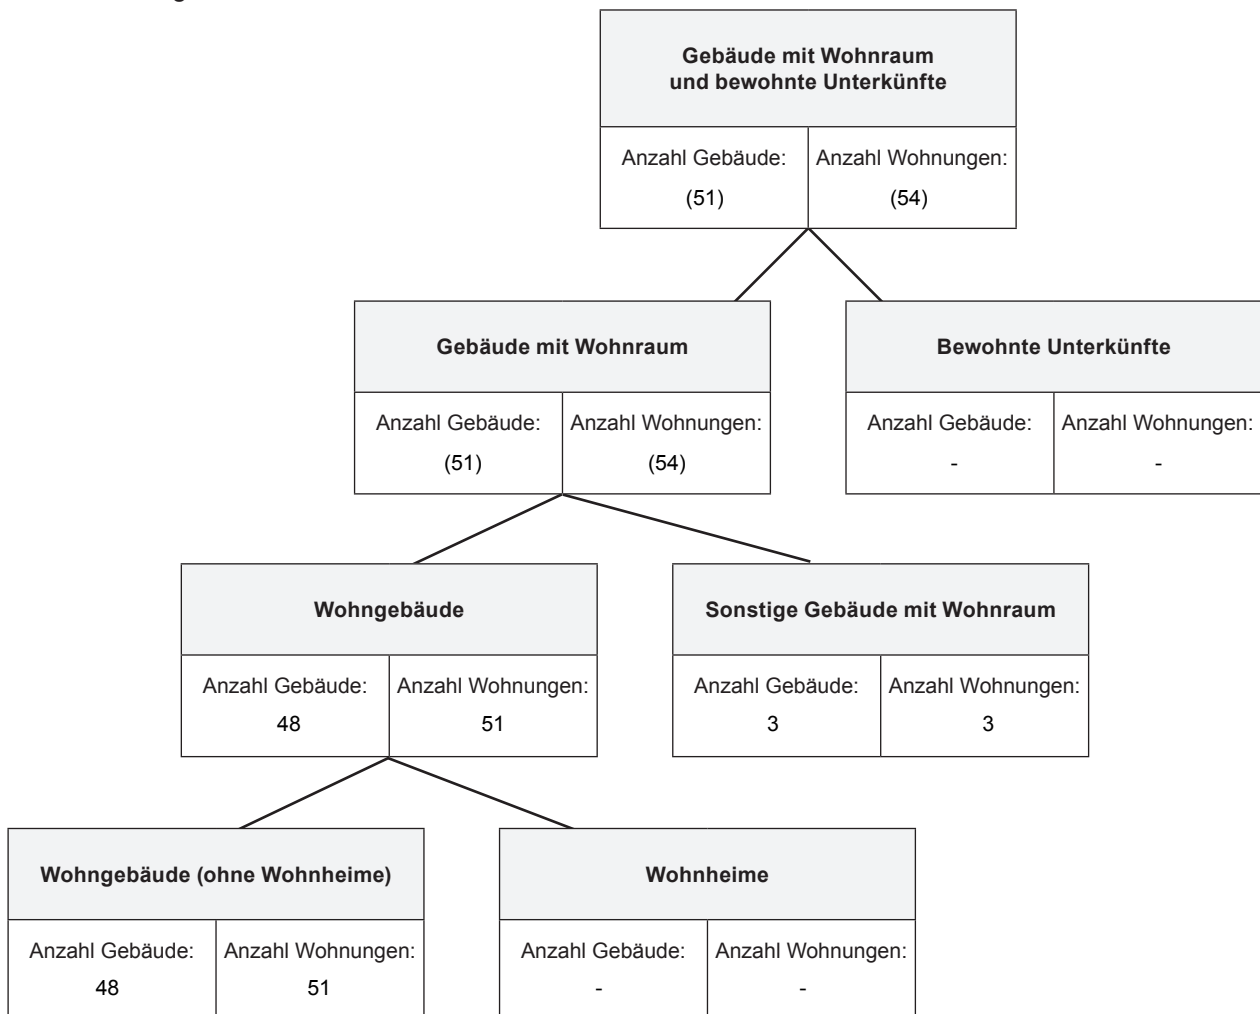 Gebäude mit Wohnraum
und bewohnte Unterkünfte
Anzahl Gebäude: Anzahl Wohnungen:
(51) (54)
Gebäude mit Wohnraum Bewohnte Unterkünfte
Anzahl Gebäude: Anzahl Wohnungen: Anzahl Gebäude: Anzahl Wohnungen:
(51) (54) - -
Wohngebäude Sonstige Gebäude mit Wohnraum
Anzahl Gebäude: Anzahl Wohnungen: Anzahl Gebäude: Anzahl Wohnungen:
48 51 3 3
Wohngebäude (ohne Wohnheime) Wohnheime
Anzahl Gebäude: Anzahl Wohnungen: Anzahl Gebäude: Anzahl Wohnungen:
48 51 - -